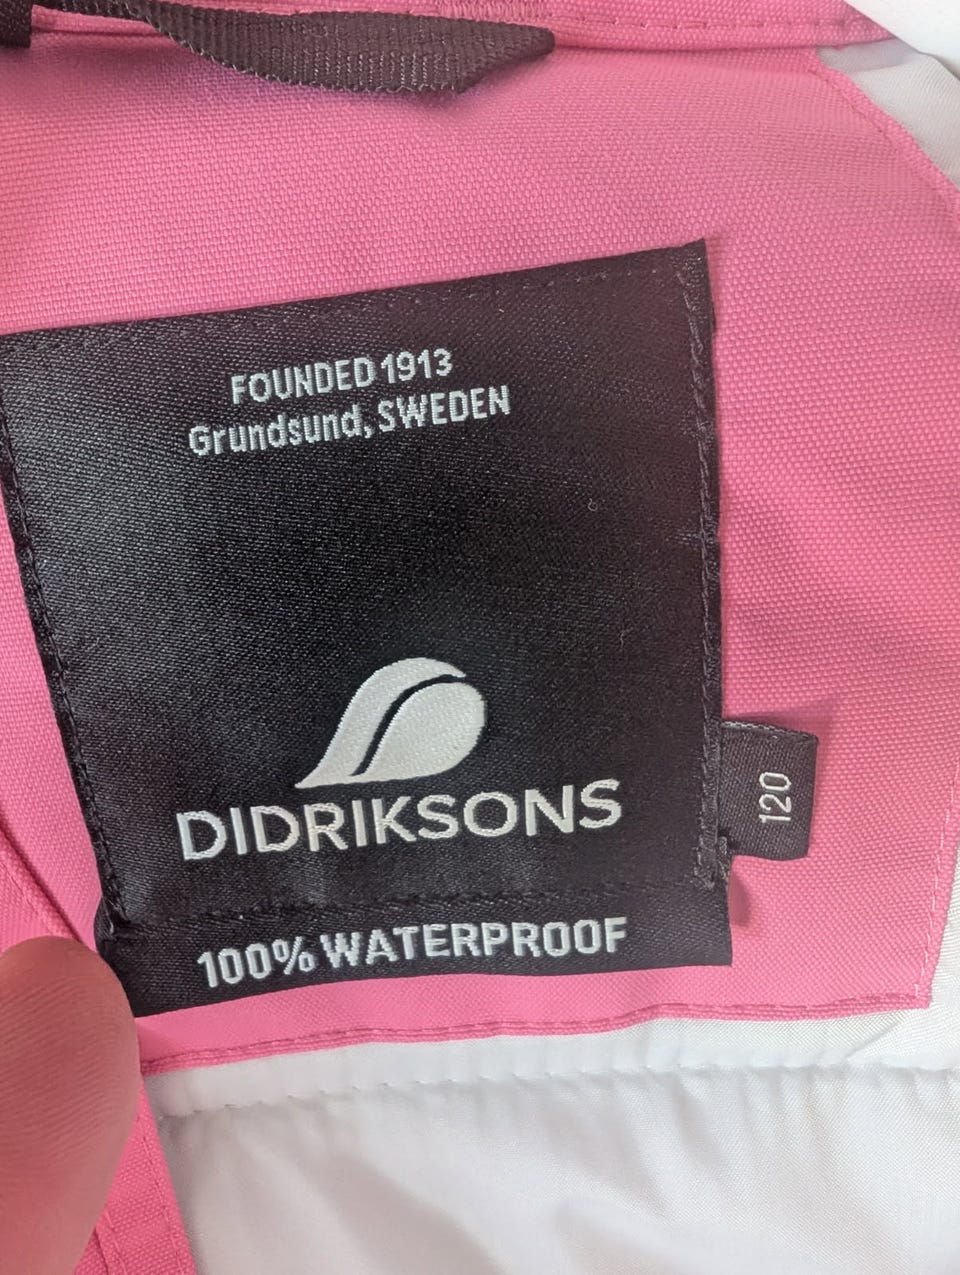 FOUNDED 1913
Grundsund, SWEDEN
DIDRIKSONS
100% WATERPROOF
120